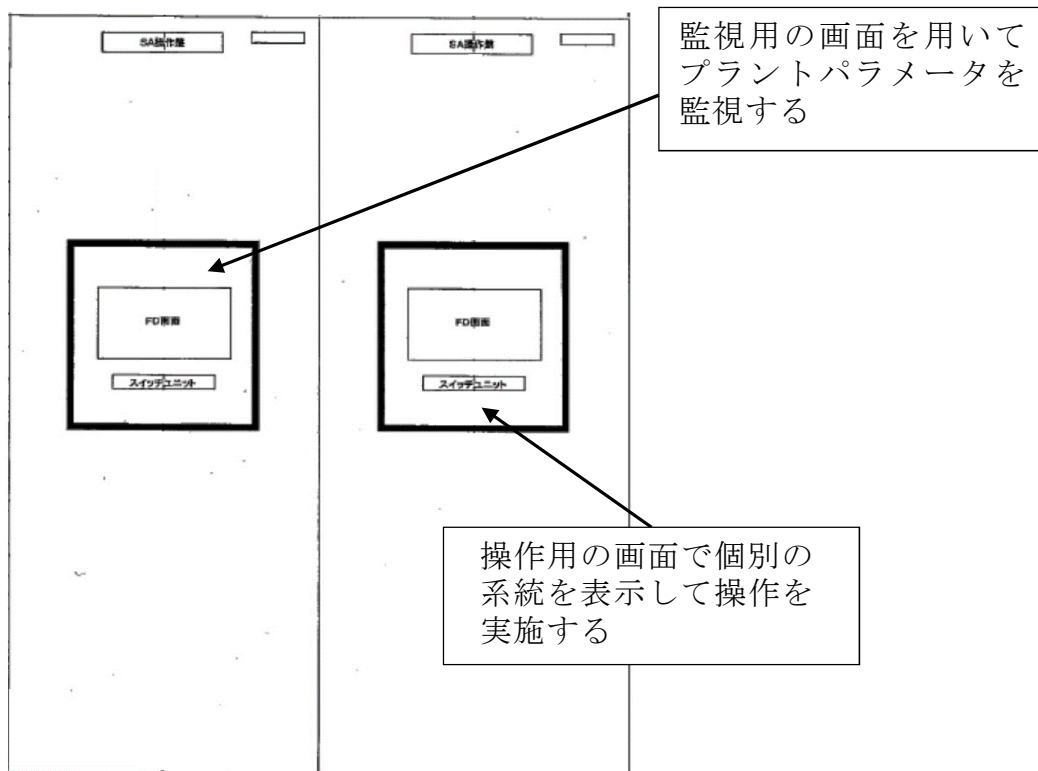 SA操作盤
SA操作盤
監視用の画面を用いて
プラントパラメータを
監視する
FD画面
スイッチユニット
FD画面
スイッチユニット
操作用の画面で個別の
系統を表示して操作を
実施する